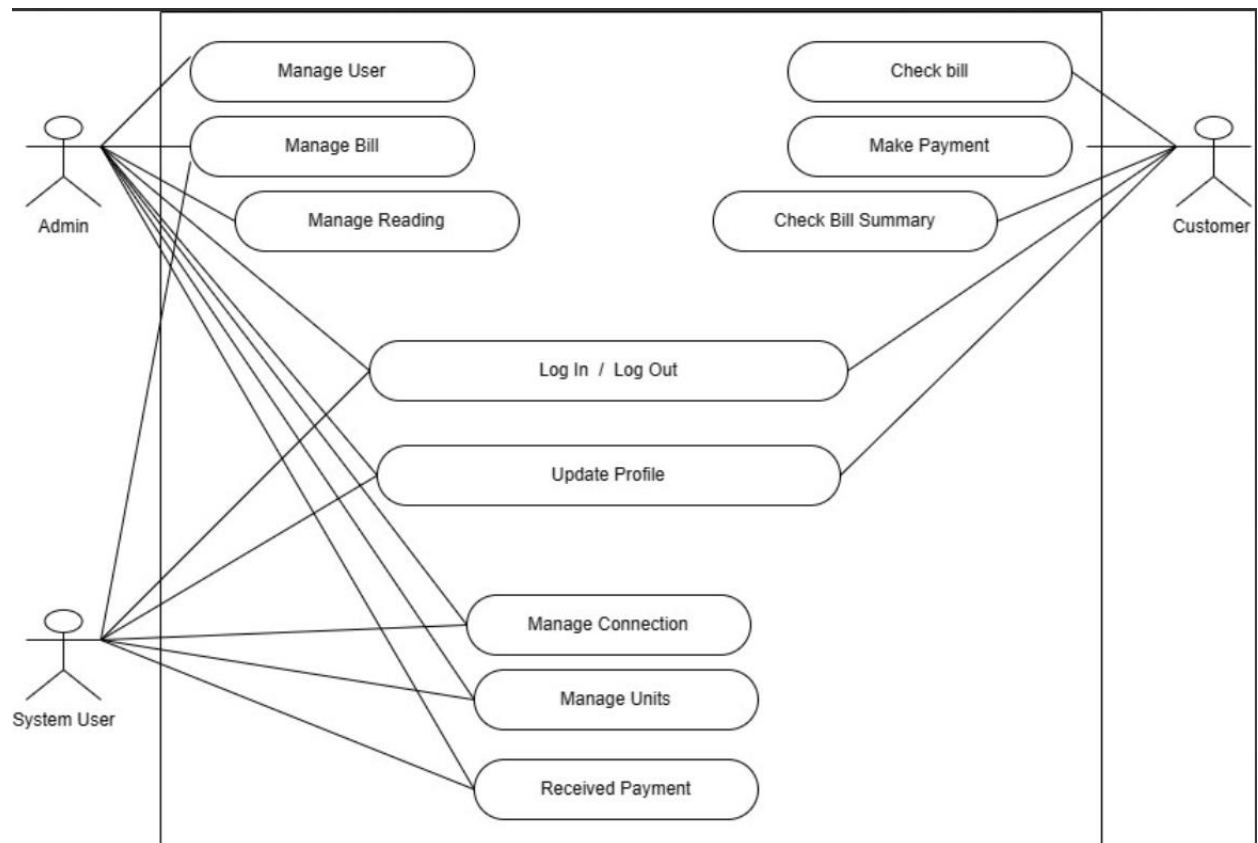 Manage User
Check bill
Manage Bill
Make Payment
Manage Reading
Check Bill Summary
Admin
Customer
Log In / Log Out
Update Profile
Manage Connection
Manage Units
System User
Received Payment